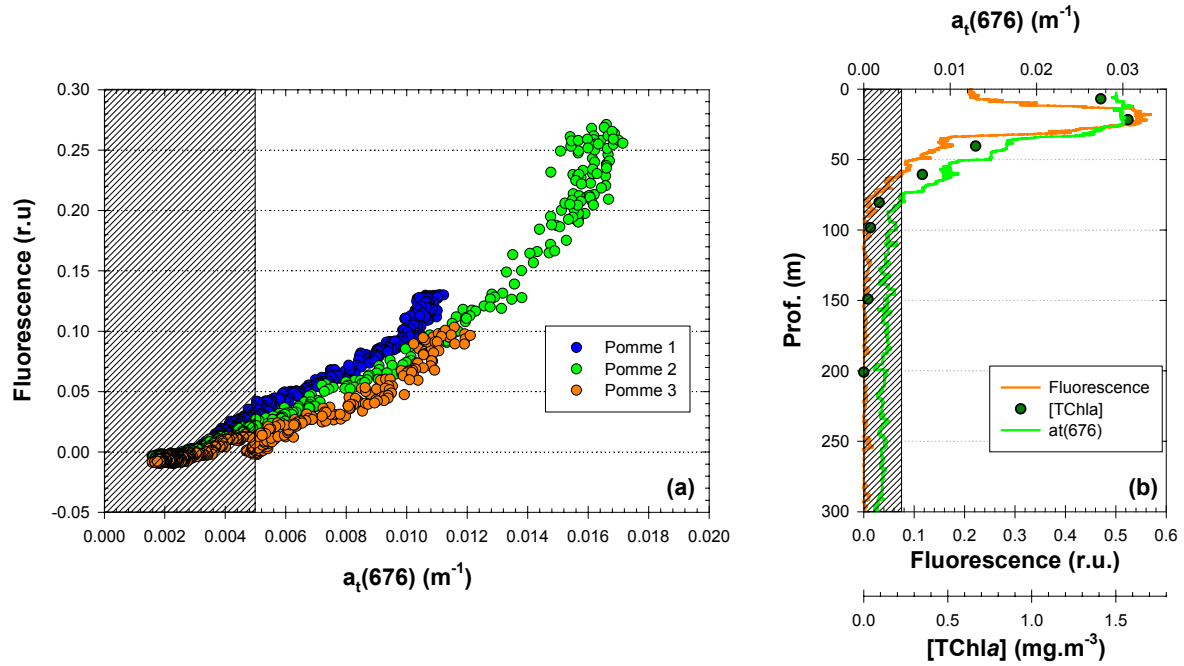 0.30
0.25
0.20
0.15
0.10
0.05
0.00
-0.05
Fluorescence (r.u)
Pomme 1
Pomme 2
Pomme 3
(a)
0.000 0.002 0.004 0.006 0.008 0.010 0.012 0.014 0.016 0.018 0.020
at(676) (m-1)
at(676) (m-1)
0.00 0.01 0.02 0.03
0
50
100
150
200
250
300
Prof. (m)
Fluorescence
[TChla]
at(676)
(b)
0.0 0.1 0.2 0.3 0.4 0.5 0.6
Fluorescence (r.u.)
0.0 0.5 1.0 1.5
[TChla] (mg.m-3)